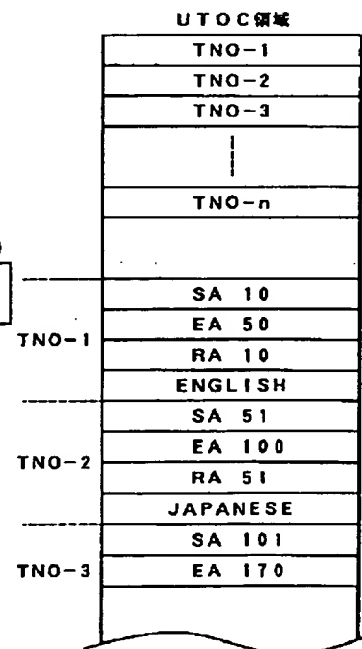 UTOC領域
TNO-1
TNO-2
TNO-3
TNO-n
TNO-1
SA 10
EA 50
RA 10
ENGLISH
TNO-2
SA 51
EA 100
RA 51
JAPANESE
TNO-3
SA 101
EA 170